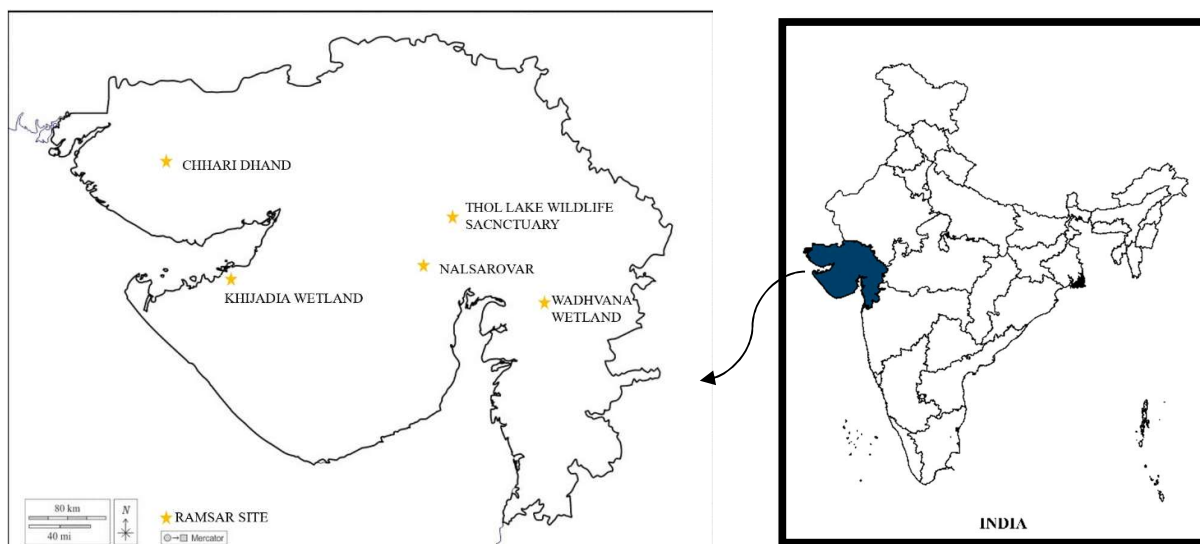 CHHARI DHAND
THOL LAKE WILDLIFE
SACNCTUARY
NALSAROVAR
KHIJADIA WETLAND
WADHVANA
WETLAND
80 km
40 mi
N
RAMSAR SITE
Mercator
INDIA